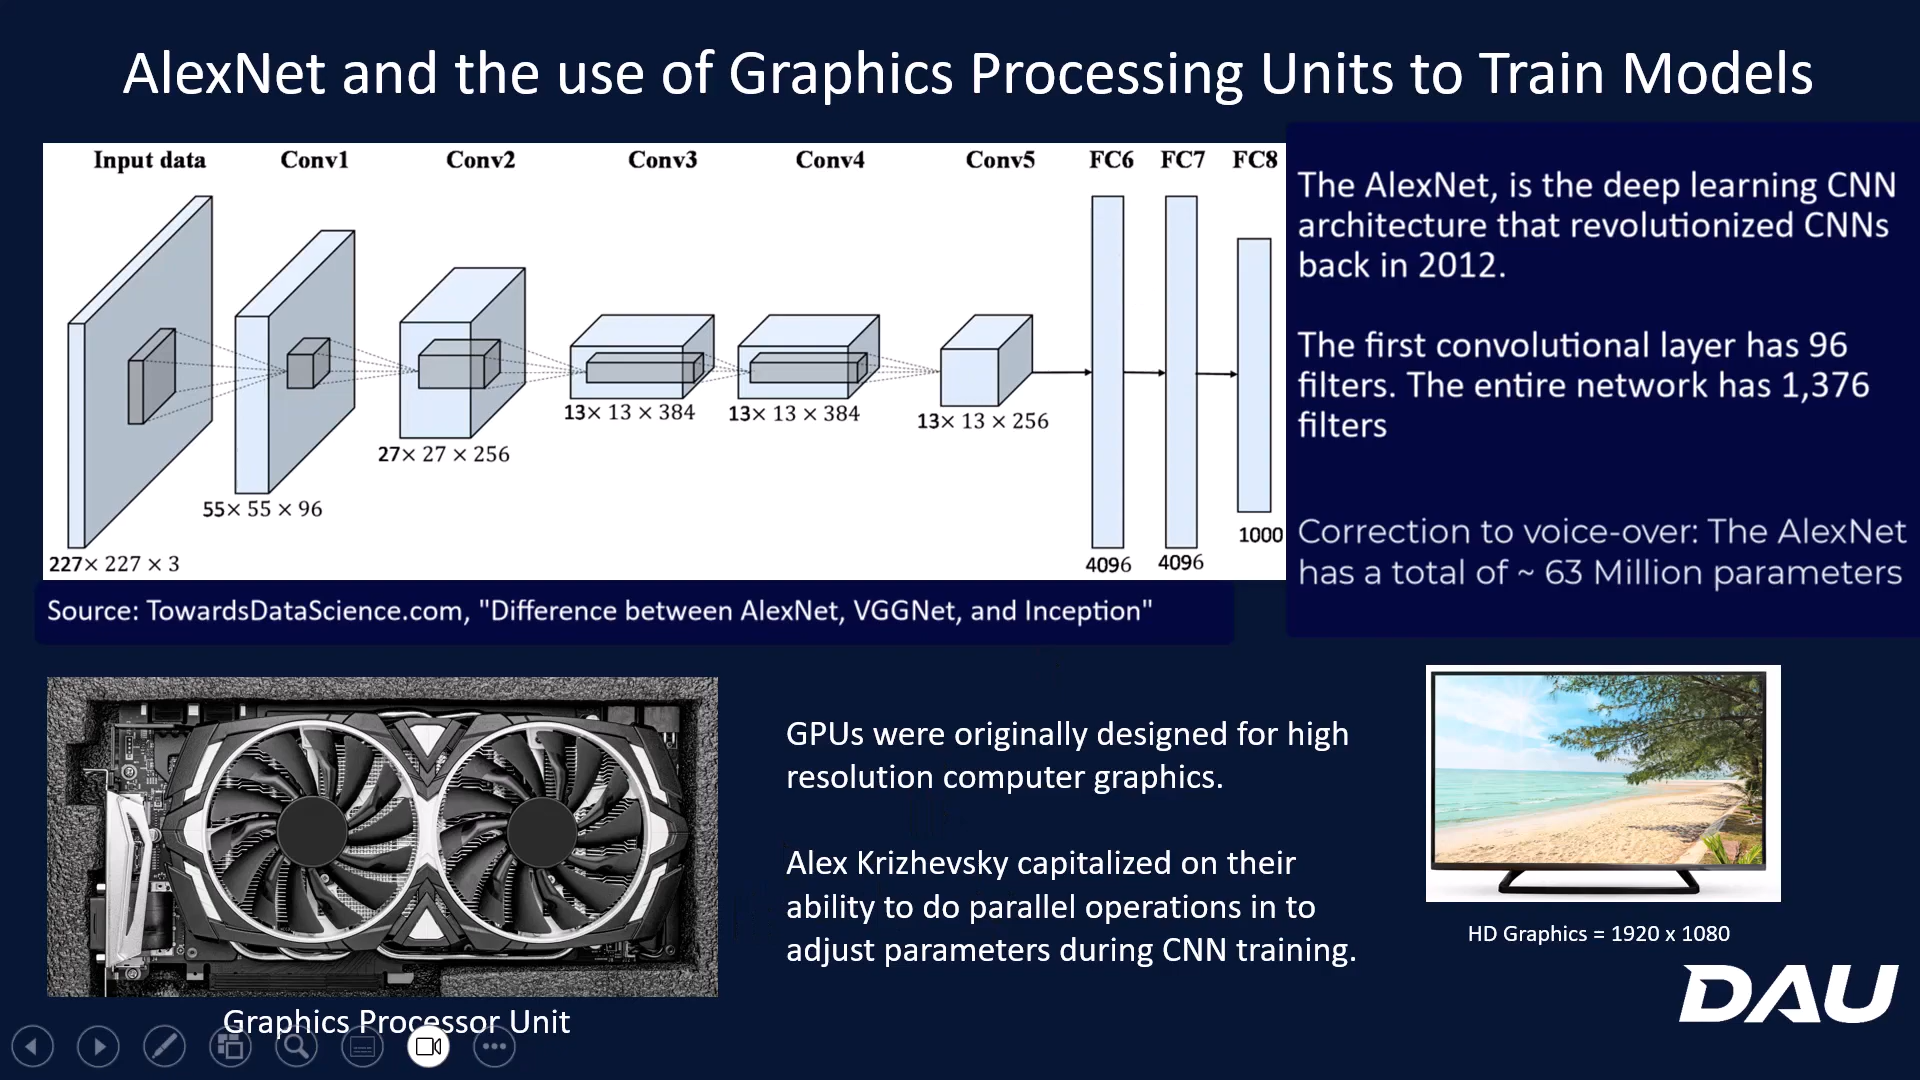 AlexNet and the use of Graphics Processing Units to Train Models
Input data Conv1 Conv2 Conv3 Conv4 Conv5 FC6 FC7 FC8
227× 227 × 3
55× 55 × 96
27× 27 × 256
13× 13 × 384
13× 13 × 384
13× 13 × 256
4096
4096
1000
Source: TowardsDataScience.com, "Difference between AlexNet, VGGNet, and Inception"
The AlexNet, is the deep learning CNN
architecture that revolutionized CNNs
back in 2012.
The first convolutional layer has 96
filters. The entire network has 1,376
filters
Correction to voice-over: The AlexNet
has a total of ~ 63 Million parameters
Graphics Processor Unit
GPUs were originally designed for high
resolution computer graphics.
Alex Krizhevsky capitalized on their
ability to do parallel operations in to
adjust parameters during CNN training.
HD Graphics = 1920 x 1080
DAU